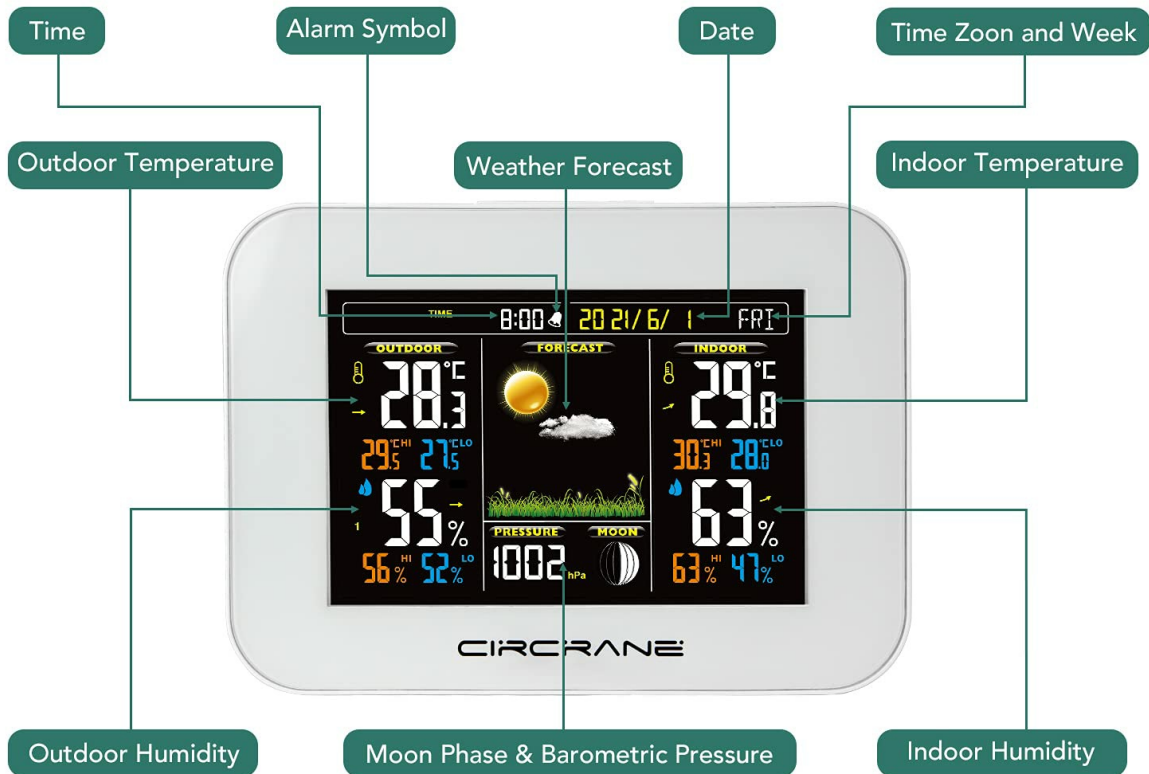 Time
Alarm Symbol
Date
Time Zoon and Week
Outdoor Temperature
Weather Forecast
Indoor Temperature
TIME 8:00 2021/6/ 1 FRI
OUTDOOR
FORECAST
INDOOR
28.3°C
29.8°C
29.5°C HI 27.5°C LO
30.3°C HI 28.0°C LO
55%
1
63%
56% HI 52% LO
PRESSURE MOON
1002 hPa
63% HI 47% LO
CIRCRANE
Outdoor Humidity
Moon Phase & Barometric Pressure
Indoor Humidity